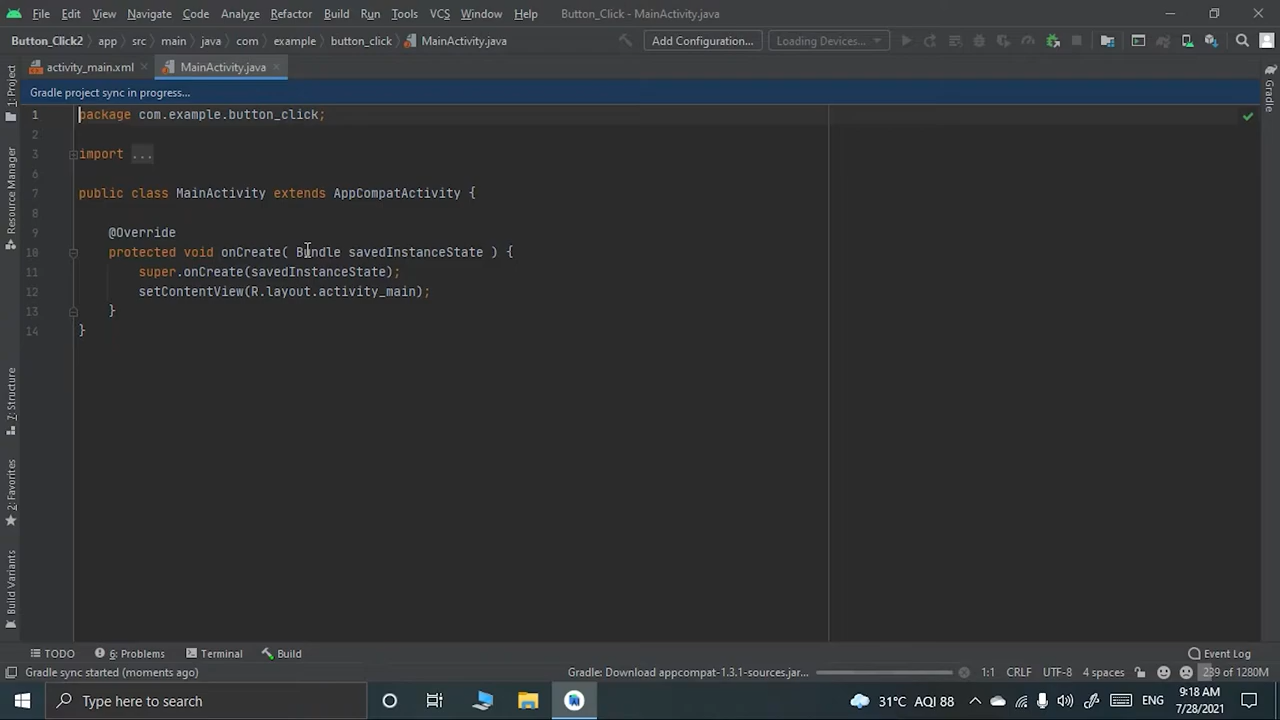 File Edit View Navigate Code Analyze Refactor Build Run Tools VCS Window Help Button_Click - MainActivity.java
Button_Click2 app src main java com example button_click MainActivity.java Add Configuration... Loading Devices...
activity_main.xml MainActivity.java
Gradle project sync in progress...
1 package com.example.button_click;
2
3 import ...
6
7 public class MainActivity extends AppCompatActivity {
8
9 @Override
10 protected void onCreate( Bundle savedInstanceState ) {
11 super.onCreate(savedInstanceState);
12 setContentView(R.layout.activity_main);
13 }
14 }
1: Project
Resource Manager
7: Structure
2: Favorites
Build Variants
Gradle
TODO 6: Problems Terminal Build Event Log
Gradle sync started (moments ago) Gradle: Download appcompat-1.3.1-sources.jar... 1:1 CRLF UTF-8 4 spaces 239 of 1280M
Type here to search 31°C AQI 88 ENG 9:18 AM
7/28/2021